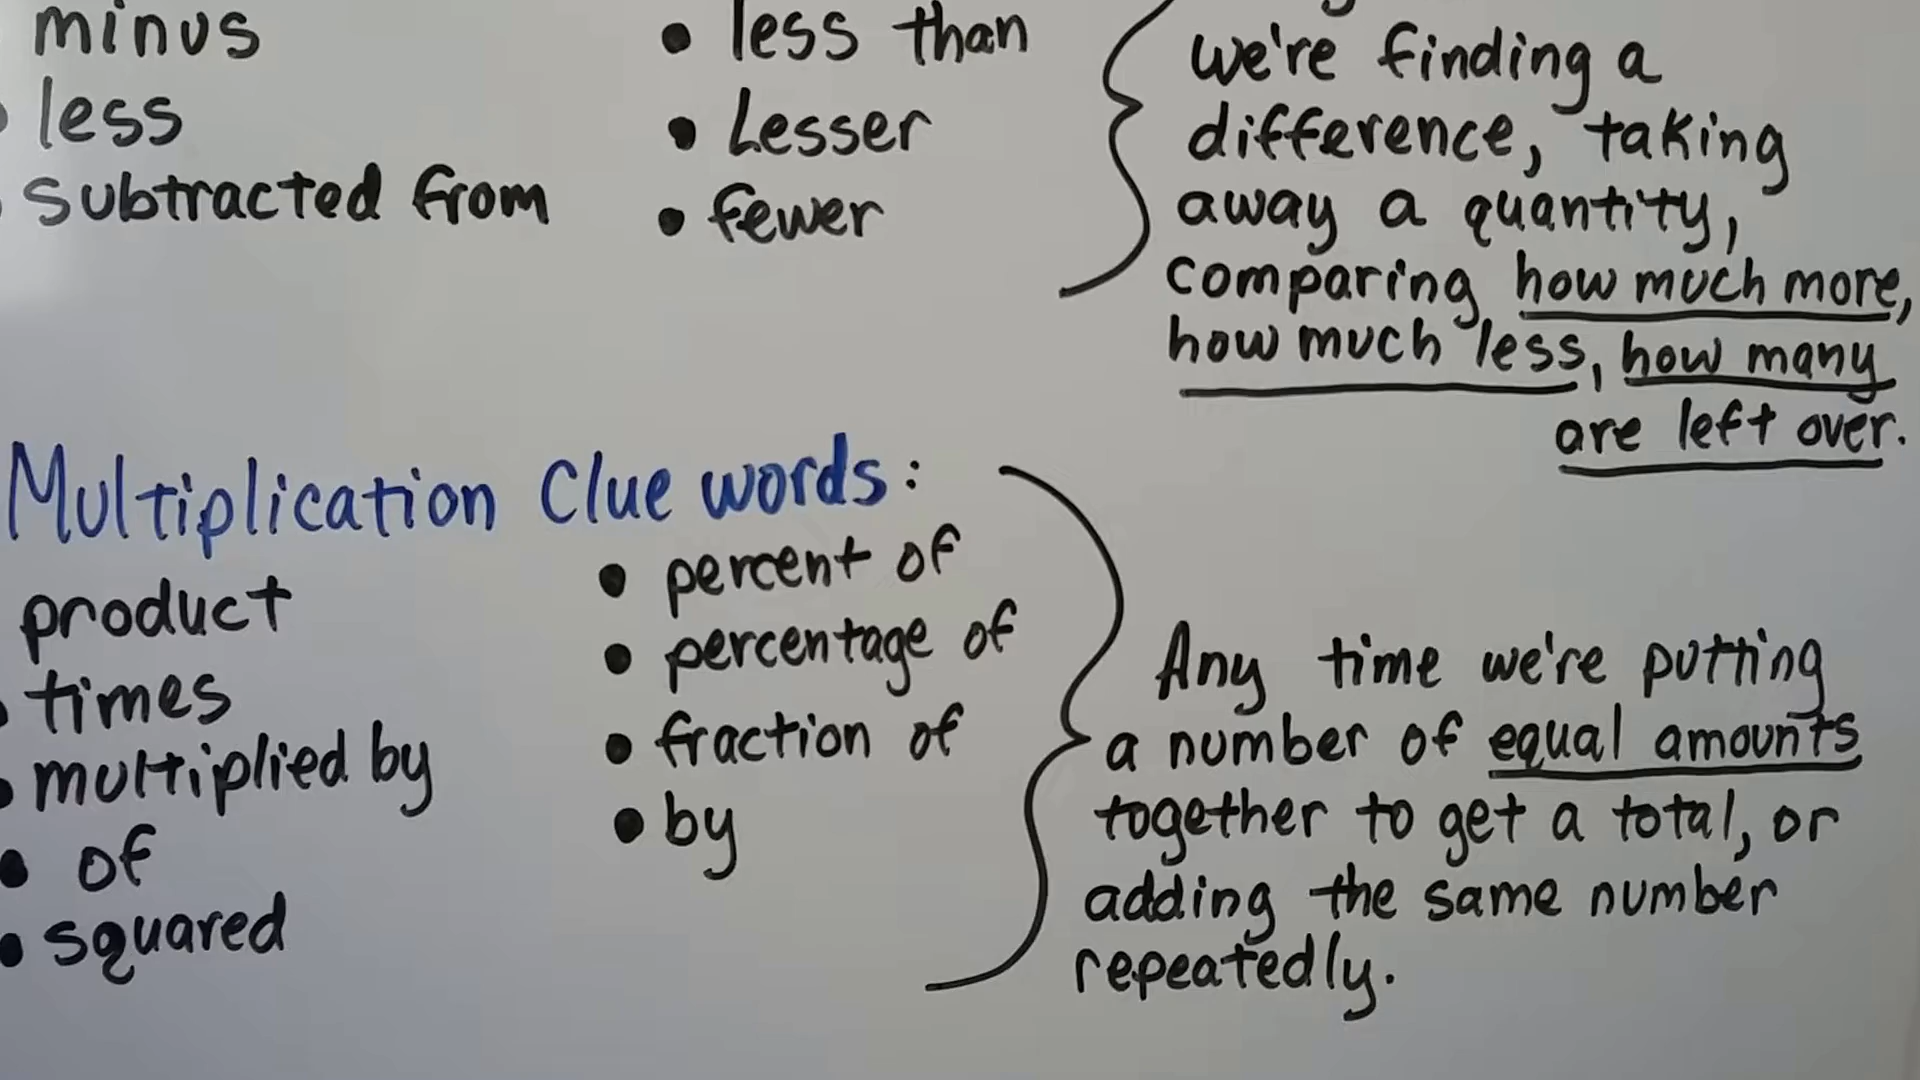 minus
less
subtracted from
• less than
• Lesser
• fewer
we're finding a
difference, taking
away a quantity,
comparing how much more,
how much less, how many
are left over.
Multiplication Clue words:
product
• times
• multiplied by
• of
• squared
• percent of
• percentage of
• fraction of
• by
Any time we're putting
a number of equal amounts
together to get a total, or
adding the same number
repeatedly.